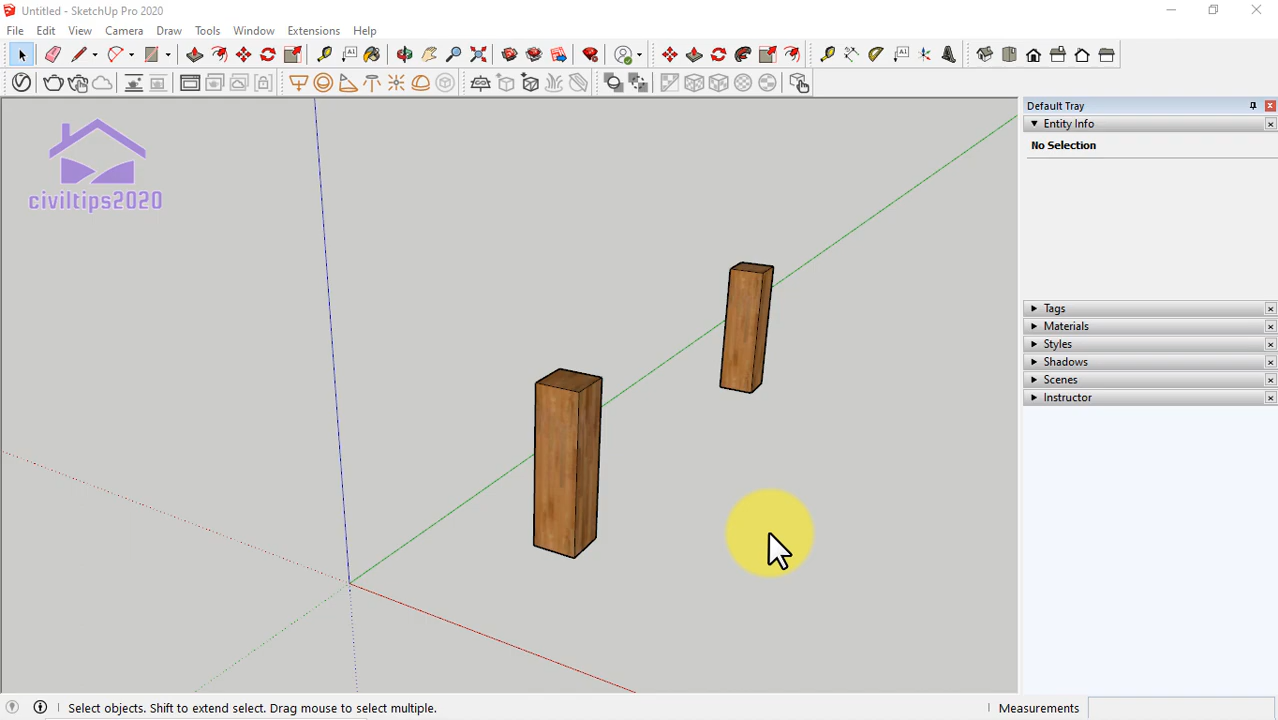 Untitled - SketchUp Pro 2020
File Edit View Camera Draw Tools Window Extensions Help
Default Tray
Entity Info
No Selection
civiltips2020
Tags
Materials
Styles
Shadows
Scenes
Instructor
Select objects. Shift to extend select. Drag mouse to select multiple.
Measurements